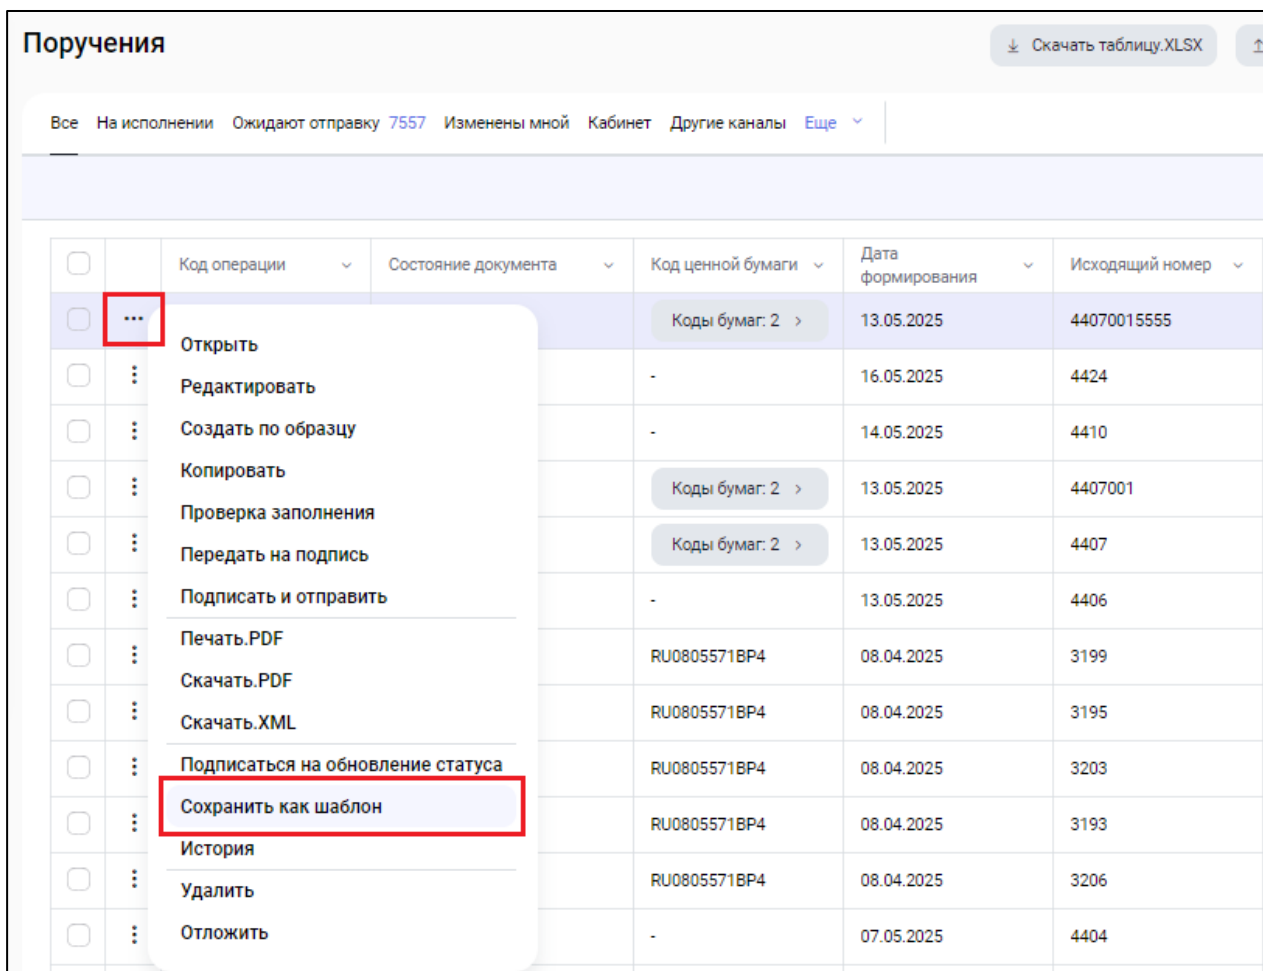 Поручения
Скачать таблицу.XLSX
Все На исполнении Ожидают отправку 7557 Изменены мной Кабинет Другие каналы Еще
Код операции Состояние документа Код ценной бумаги Дата формирования Исходящий номер
Коды бумаг: 2 13.05.2025 44070015555
Открыть
- 16.05.2025 4424
Редактировать
Создать по образцу
- 14.05.2025 4410
Копировать
Коды бумаг: 2 13.05.2025 4407001
Проверка заполнения
Коды бумаг: 2 13.05.2025 4407
Передать на подпись
Подписать и отправить
- 13.05.2025 4406
Печать.PDF
RU0805571BP4 08.04.2025 3199
Скачать.PDF
Скачать.XML
RU0805571BP4 08.04.2025 3195
Подписаться на обновление статуса
RU0805571BP4 08.04.2025 3203
Сохранить как шаблон
RU0805571BP4 08.04.2025 3193
История
Удалить
RU0805571BP4 08.04.2025 3206
Отложить
- 07.05.2025 4404